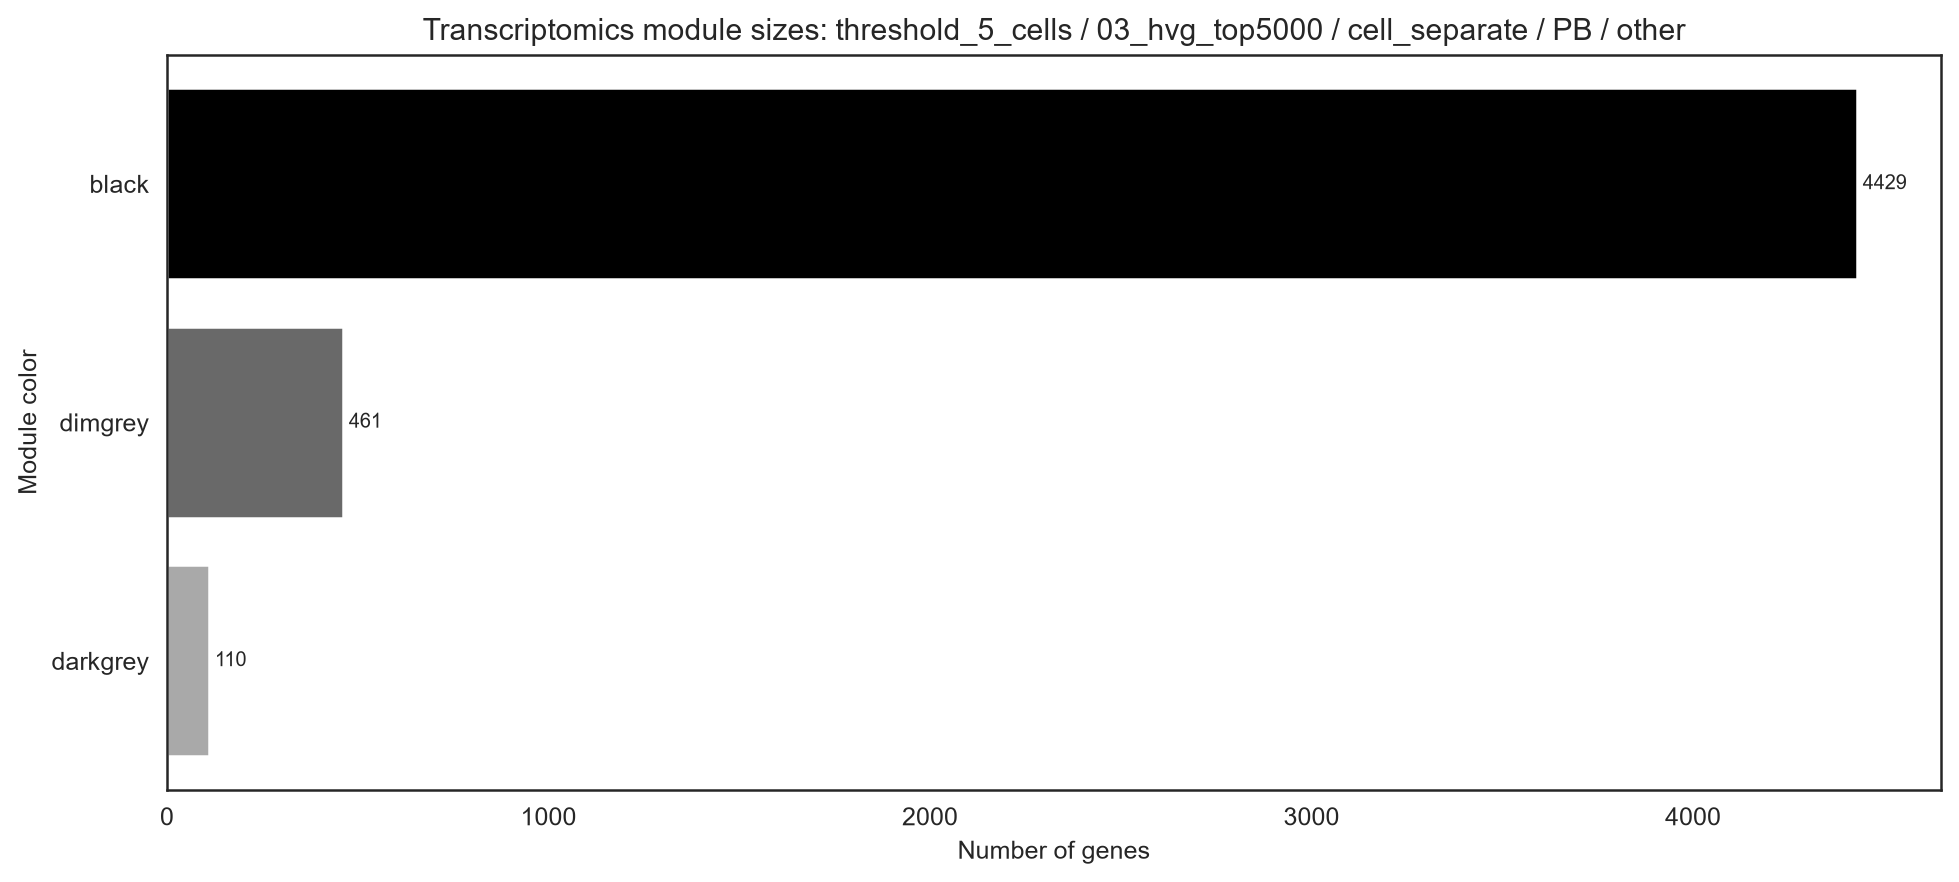 Transcriptomics module sizes: threshold_5_cells / 03_hvg_top5000 / cell_separate / PB / other
black
4429
dimgrey
461
darkgrey
110
Module color
0 1000 2000 3000 4000
Number of genes